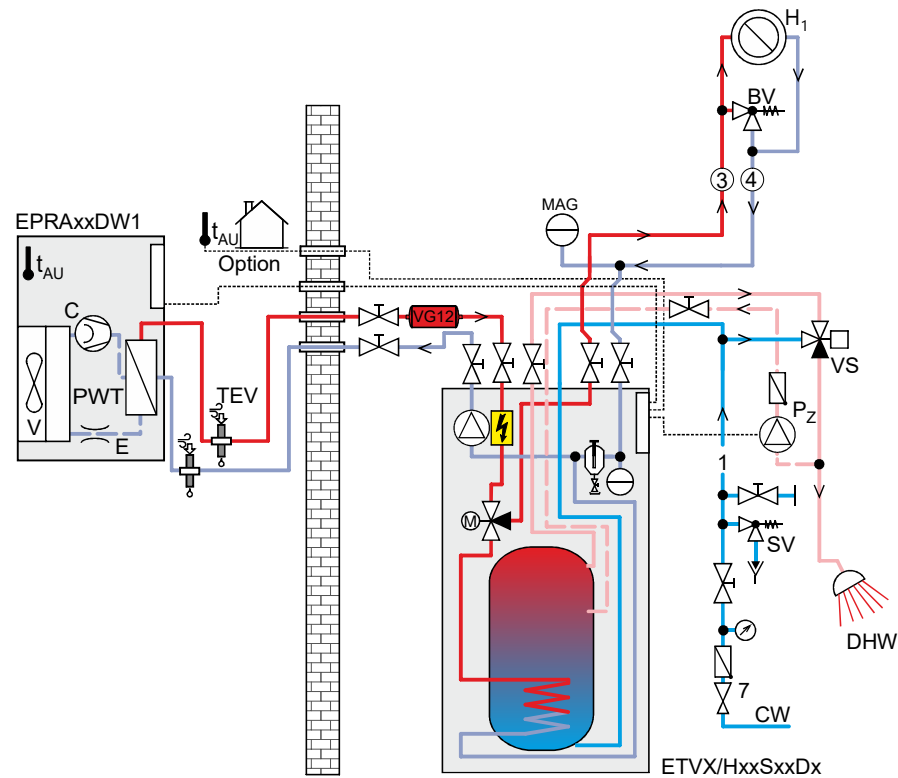 H1
BV
3
4
EPRAxxDW1
tAU
tAU
Option
MAG
C
VG12
PWT
TEV
VS
V
E
PZ
1
M
SV
DHW
7
CW
ETVX/HxxSxxDx